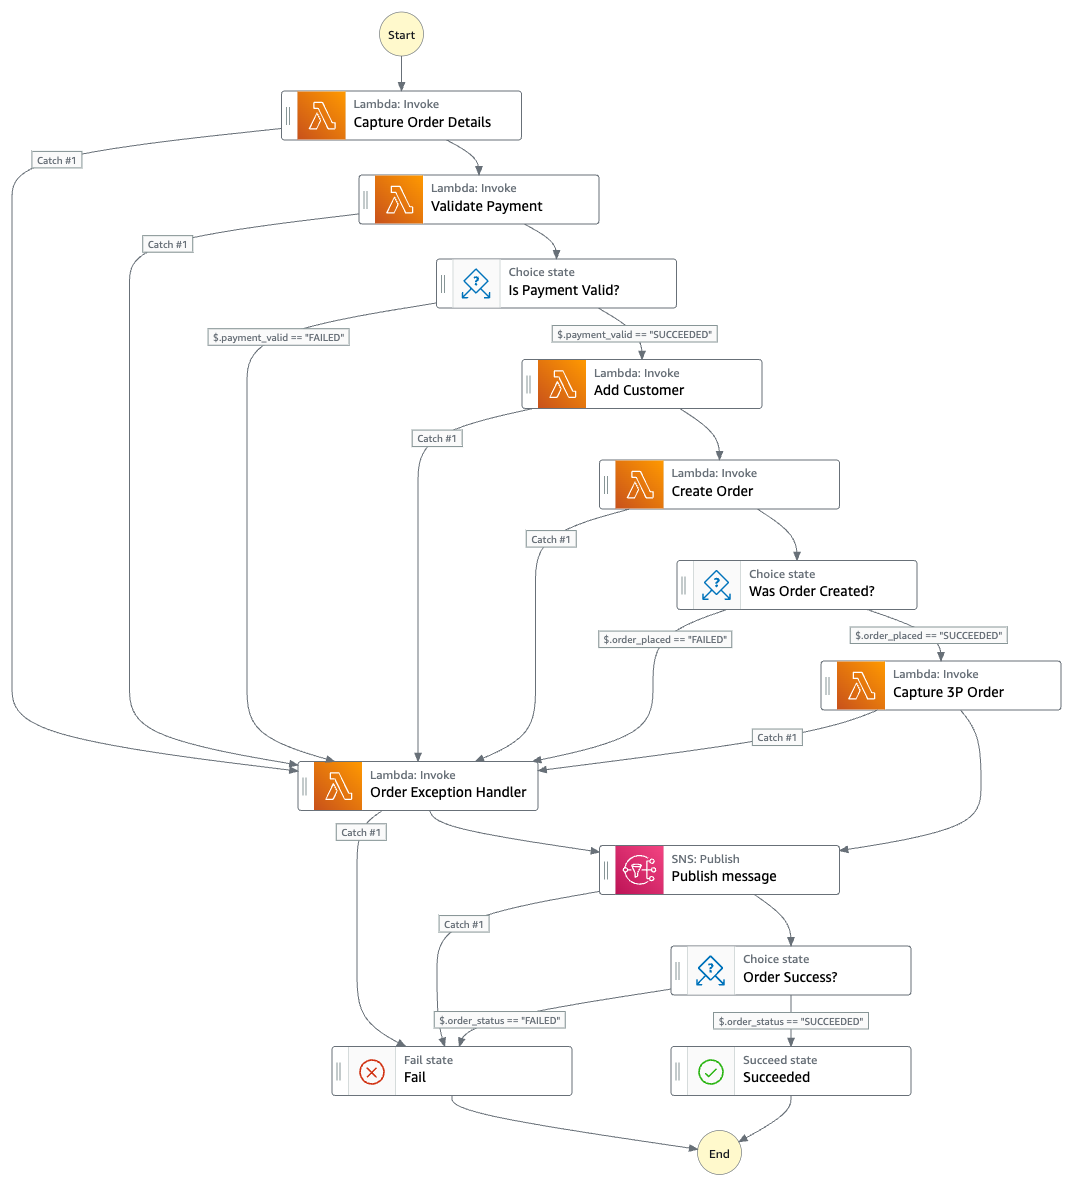 Start
Lambda: Invoke
Capture Order Details
Catch #1
Lambda: Invoke
Validate Payment
Catch #1
Choice state
Is Payment Valid?
$.payment_valid == "FAILED"
$.payment_valid == "SUCCEEDED"
Lambda: Invoke
Add Customer
Catch #1
Lambda: Invoke
Create Order
Catch #1
Choice state
Was Order Created?
$.order_placed == "FAILED"
$.order_placed == "SUCCEEDED"
Lambda: Invoke
Capture 3P Order
Catch #1
Lambda: Invoke
Order Exception Handler
Catch #1
SNS: Publish
Publish message
Catch #1
Choice state
Order Success?
$.order_status == "FAILED"
$.order_status == "SUCCEEDED"
Fail state
Fail
Succeed state
Succeeded
End